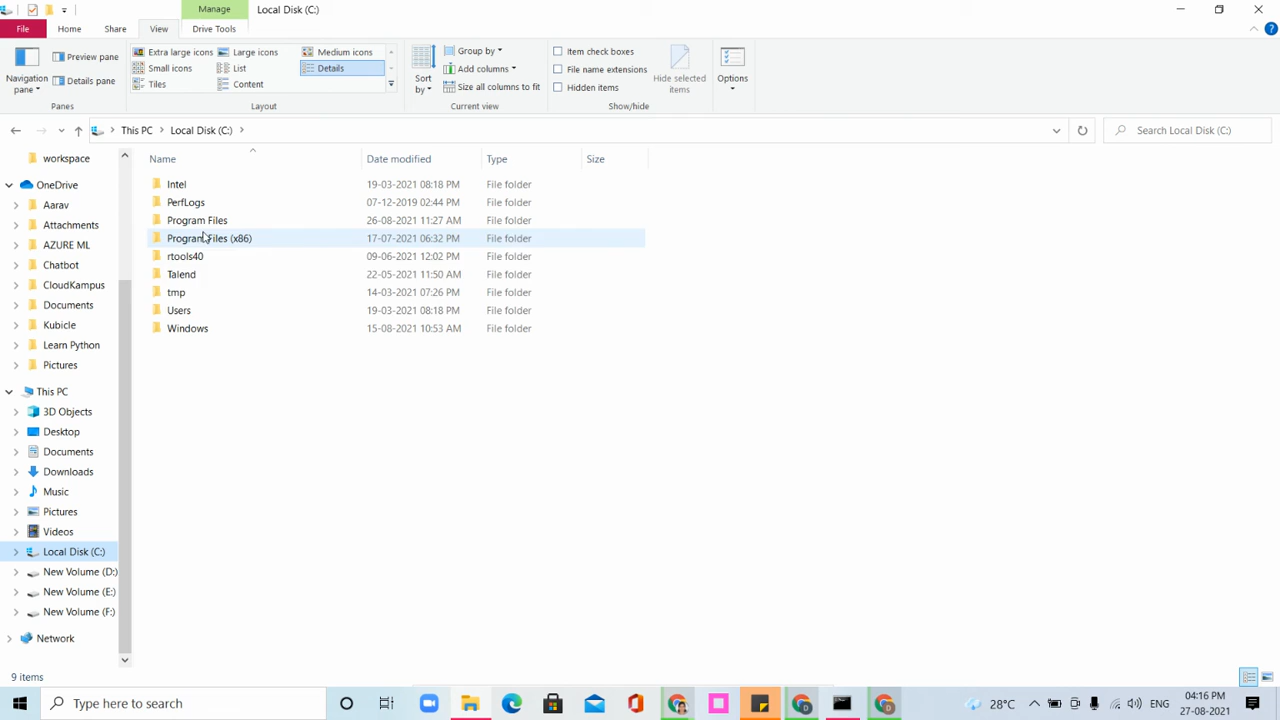 Manage
Local Disk (C:)
File
Home
Share
View
Drive Tools
Navigation pane
Preview pane
Details pane
Panes
Extra large icons
Large icons
Medium icons
Small icons
List
Details
Tiles
Content
Layout
Sort by
Group by
Add columns
Size all columns to fit
Current view
Item check boxes
File name extensions
Hidden items
Hide selected items
Show/hide
Options
This PC
Local Disk (C:)
Search Local Disk (C:)
workspace
OneDrive
Aarav
Attachments
AZURE ML
Chatbot
CloudKampus
Documents
Kubicle
Learn Python
Pictures
This PC
3D Objects
Desktop
Documents
Downloads
Music
Pictures
Videos
Local Disk (C:)
New Volume (D:)
New Volume (E:)
New Volume (F:)
Network
Name Date modified Type Size
Intel 19-03-2021 08:18 PM File folder
PerfLogs 07-12-2019 02:44 PM File folder
Program Files 26-08-2021 11:27 AM File folder
Program Files (x86) 17-07-2021 06:32 PM File folder
rtools40 09-06-2021 12:02 PM File folder
Talend 22-05-2021 11:50 AM File folder
tmp 14-03-2021 07:26 PM File folder
Users 19-03-2021 08:18 PM File folder
Windows 15-08-2021 10:53 AM File folder
9 items
Type here to search
28°C
ENG
04:16 PM
27-08-2021